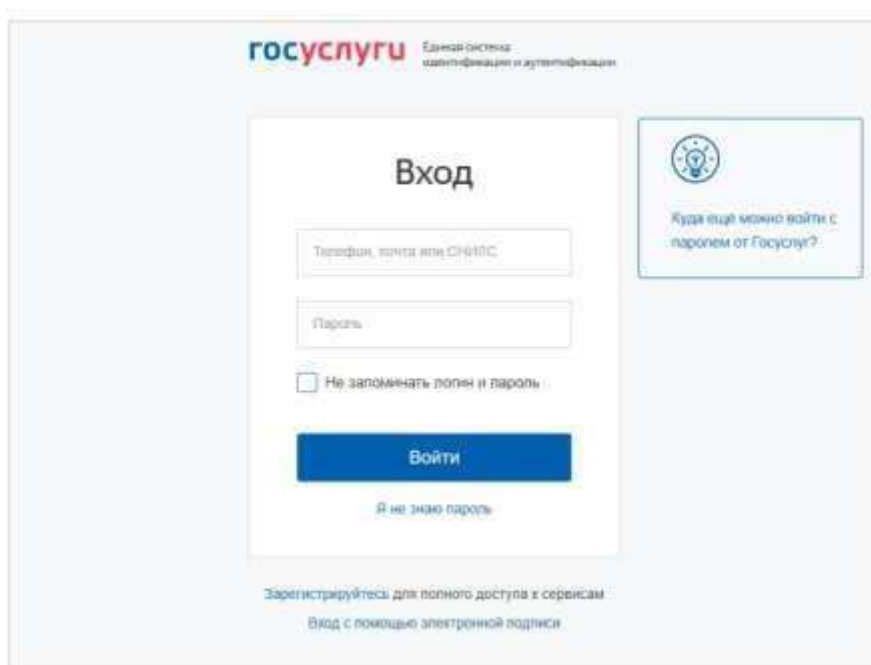 госуслуги
Единая система
идентификации и аутентификации
Вход
Телефон, почта или СНИЛС
Пароль
Не запоминать логин и пароль
Войти
Я не знаю пароль
Куда ещё можно войти с
паролем от Госуслуг?
Зарегистрируйтесь для полного доступа к сервисам
Вход с помощью электронной подписи